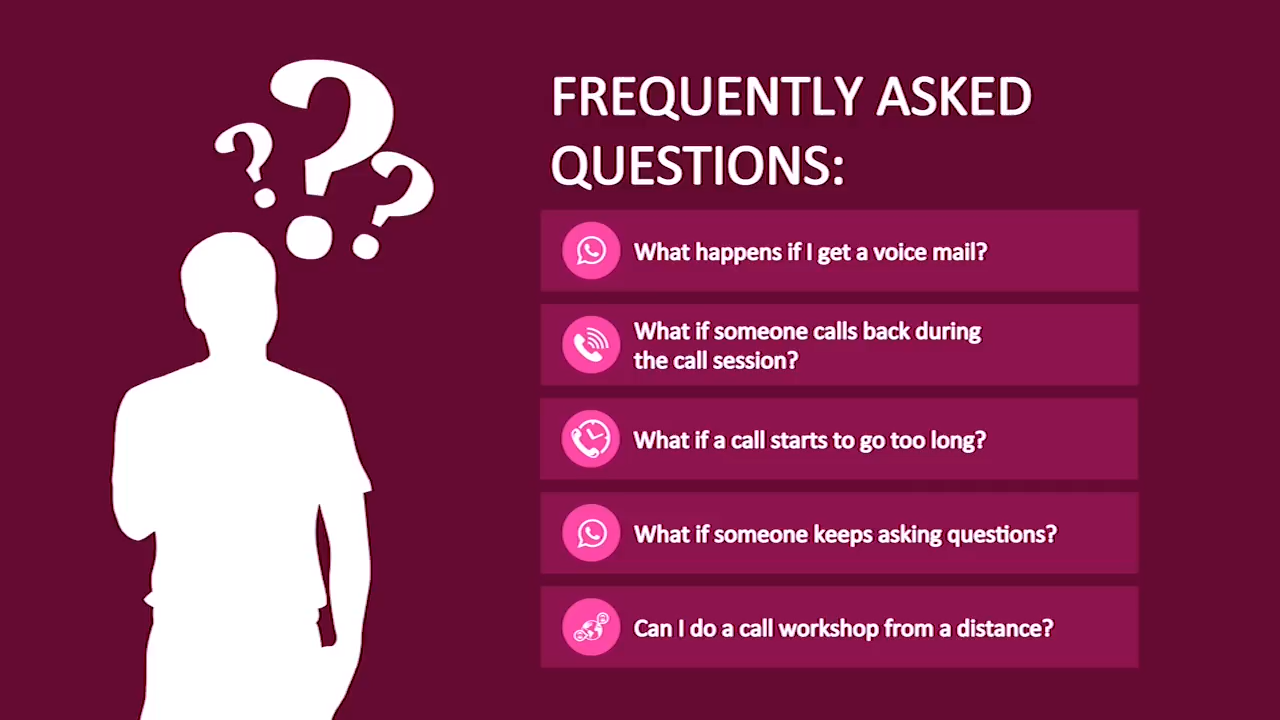 FREQUENTLY ASKED
QUESTIONS:
What happens if I get a voice mail?
What if someone calls back during
the call session?
What if a call starts to go too long?
What if someone keeps asking questions?
Can I do a call workshop from a distance?